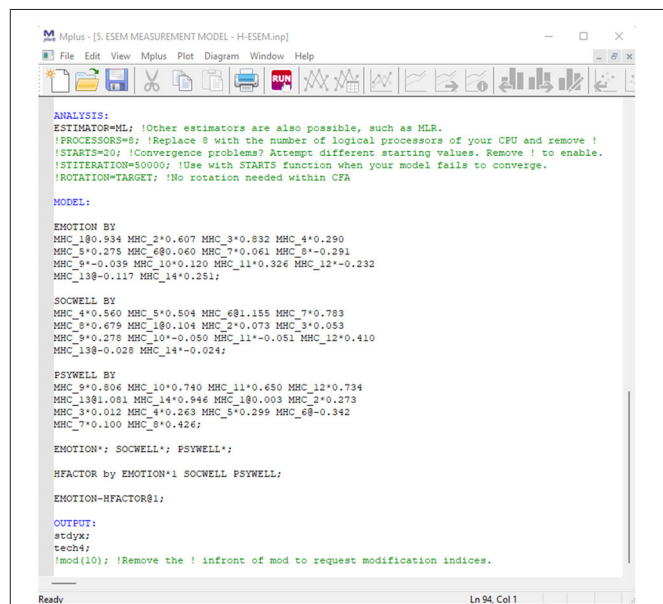 Mplus - [5. ESEM MEASUREMENT MODEL - H-ESEM.inp]
File Edit View Mplus Plot Diagram Window Help
RUN
ANALYSIS:
ESTIMATOR=ML; !Other estimators are also possible, such as MLR.
!PROCESSORS=8; !Replace 8 with the number of logical processors of your CPU and remove !
!STARTS=20; !Convergence problems? Attempt different starting values. Remove ! to enable.
!STITERATION=50000; !Use with STARTS function when your model fails to converge.
!ROTATION=TARGET; !No rotation needed within CFA
MODEL:
EMOTION BY
MHC_1@0.934 MHC_2*0.607 MHC_3*0.832 MHC_4*0.290
MHC_5*0.275 MHC_6@0.060 MHC_7*0.061 MHC_8*-0.291
MHC_9*-0.039 MHC_10*0.120 MHC_11*0.326 MHC_12*-0.232
MHC_13@-0.117 MHC_14*0.251;
SOCWELL BY
MHC_4*0.560 MHC_5*0.504 MHC_6@1.155 MHC_7*0.783
MHC_8*0.679 MHC_1@0.104 MHC_2*0.073 MHC_3*0.053
MHC_9*0.278 MHC_10*-0.050 MHC_11*-0.051 MHC_12*0.410
MHC_13@-0.028 MHC_14*-0.024;
PSYWELL BY
MHC_9*0.806 MHC_10*0.740 MHC_11*0.650 MHC_12*0.734
MHC_13@1.081 MHC_14*0.946 MHC_1@0.003 MHC_2*0.273
MHC_3*0.012 MHC_4*0.263 MHC_5*0.299 MHC_6@-0.342
MHC_7*0.100 MHC_8*0.426;
EMOTION*; SOCWELL*; PSYWELL*;
HFACTOR by EMOTION*1 SOCWELL PSYWELL;
EMOTION-HFACTOR@1;
OUTPUT:
stdyx;
tech4;
!mod(10); !Remove the ! infront of mod to request modification indices.
Ready
Ln 94, Col 1